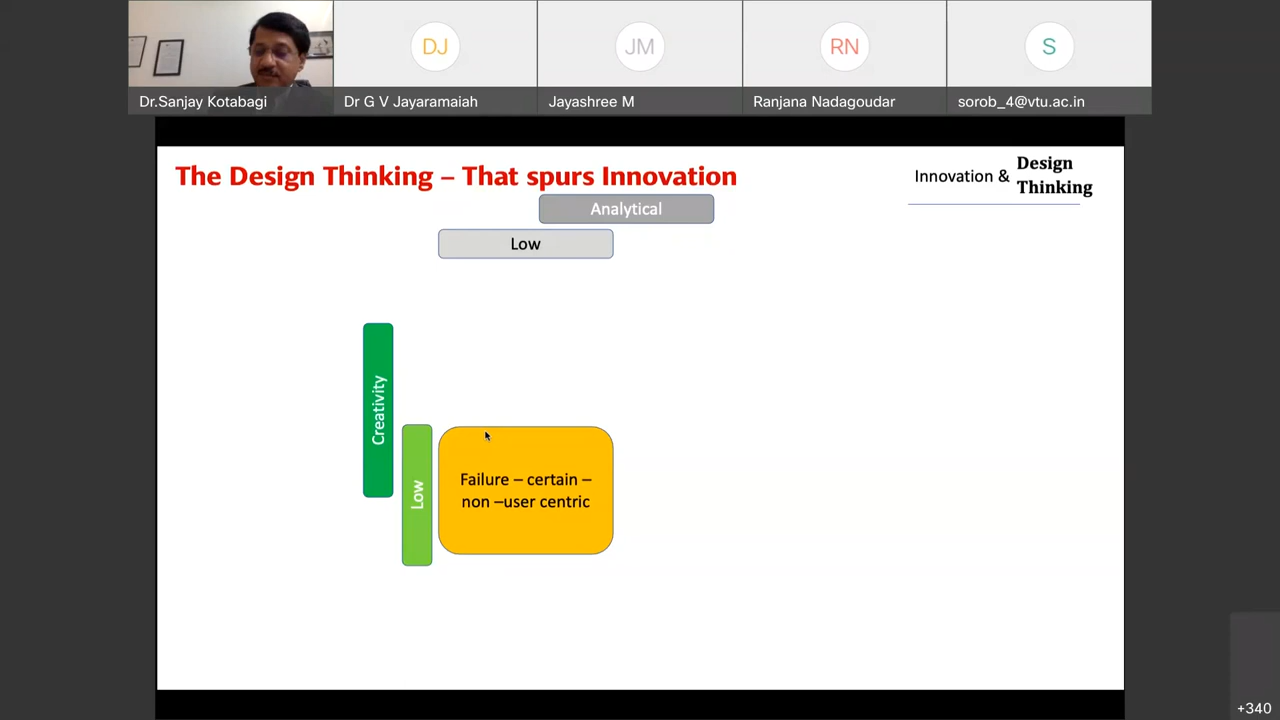 DJ
JM
RN
S
Dr.Sanjay Kotabagi
Dr G V Jayaramaiah
Jayashree M
Ranjana Nadagoudar
sorob_4@vtu.ac.in
The Design Thinking – That spurs Innovation
Innovation & Design
Thinking
Analytical
Low
Creativity
Low
Failure – certain –
non –user centric
+340